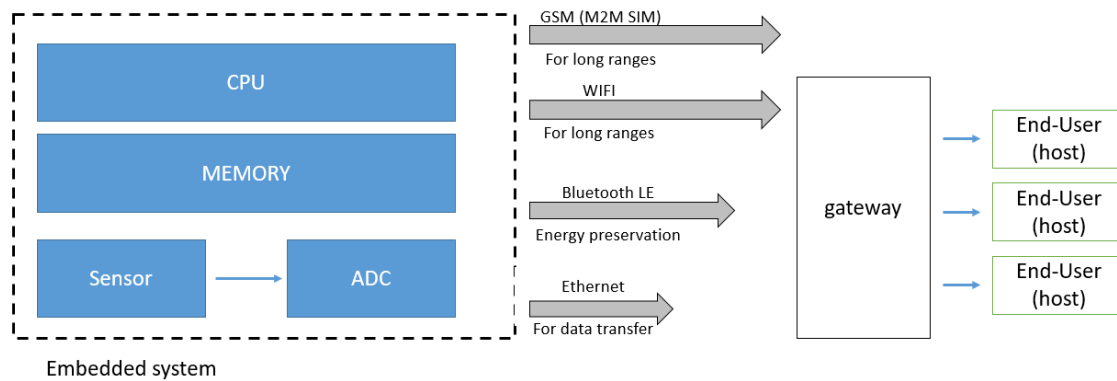 CPU
MEMORY
Sensor
ADC
Embedded system
GSM (M2M SIM)
For long ranges
WIFI
For long ranges
Bluetooth LE
Energy preservation
Ethernet
For data transfer
gateway
End-User
(host)
End-User
(host)
End-User
(host)